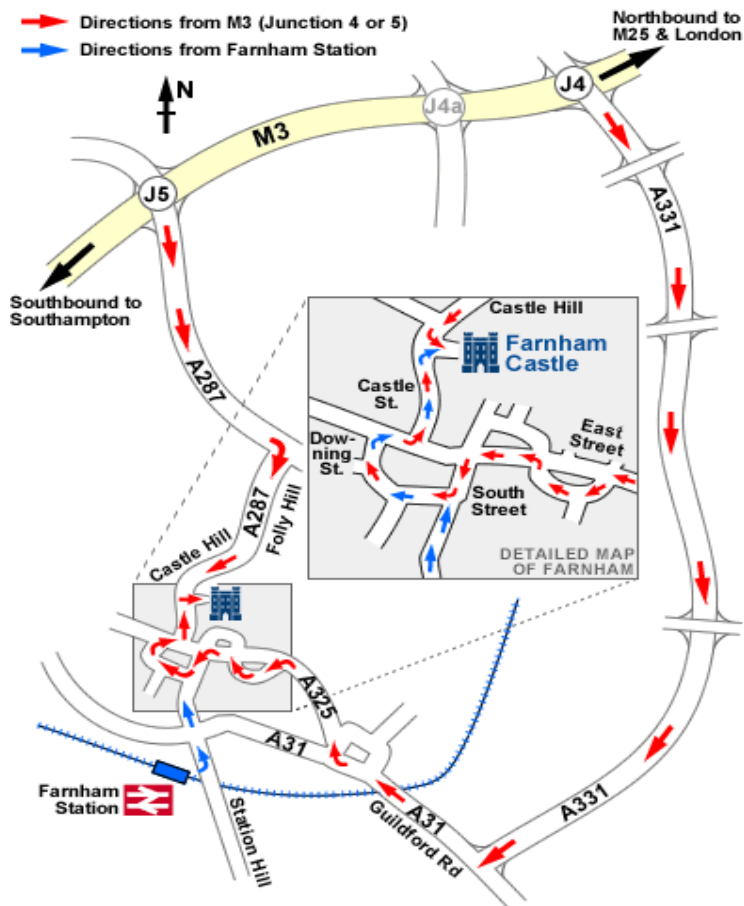 Directions from M3 (Junction 4 or 5)
Directions from Farnham Station
Northbound to
M25 & London
N
J4
J4a
M3
J5
A331
Southbound to
Southampton
A287
Castle Hill
Farnham
Castle
Castle
St.
Dow-
ning
St.
East
Street
South
Street
DETAILED MAP
OF FARNHAM
A287
Folly Hill
Castle Hill
A325
A31
A331
Farnham
Station
Station Hill
A31
Guildford Rd